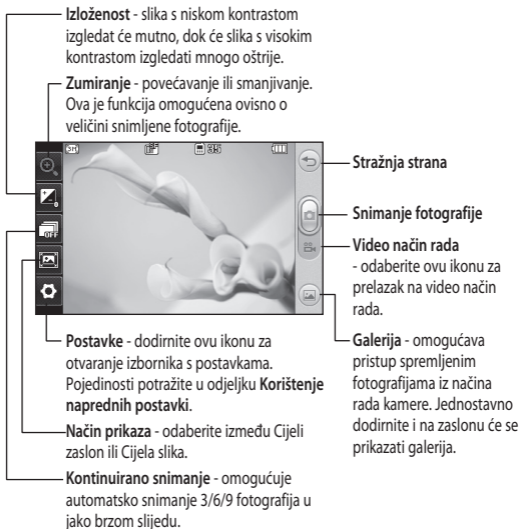 Izloženost - slika s niskom kontrastom
izgledat će mutno, dok će slika s visokim
kontrastom izgledati mnogo oštrije.
Zumiranje - povećavanje ili smanjivanje.
Ova je funkcija omogućena ovisno o
veličini snimljene fotografije.
3M
OFF
Stražnja strana
Snimanje fotografije
Video način rada
- odaberite ovu ikonu za
prelazak na video način
rada.
Galerija - omogućava
pristup spremljenim
fotografijama iz načina
rada kamere. Jednostavno
dodirnite i na zaslonu će se
prikazati galerija.
Postavke - dodirnite ovu ikonu za
otvaranje izbornika s postavkama.
Pojedinosti potražite u odjeljku Korištenje
naprednih postavki.
Način prikaza - odaberite između Cijeli
zaslon ili Cijela slika.
Kontinuirano snimanje - omogućuje
automatsko snimanje 3/6/9 fotografija u
jako brzom slijedu.